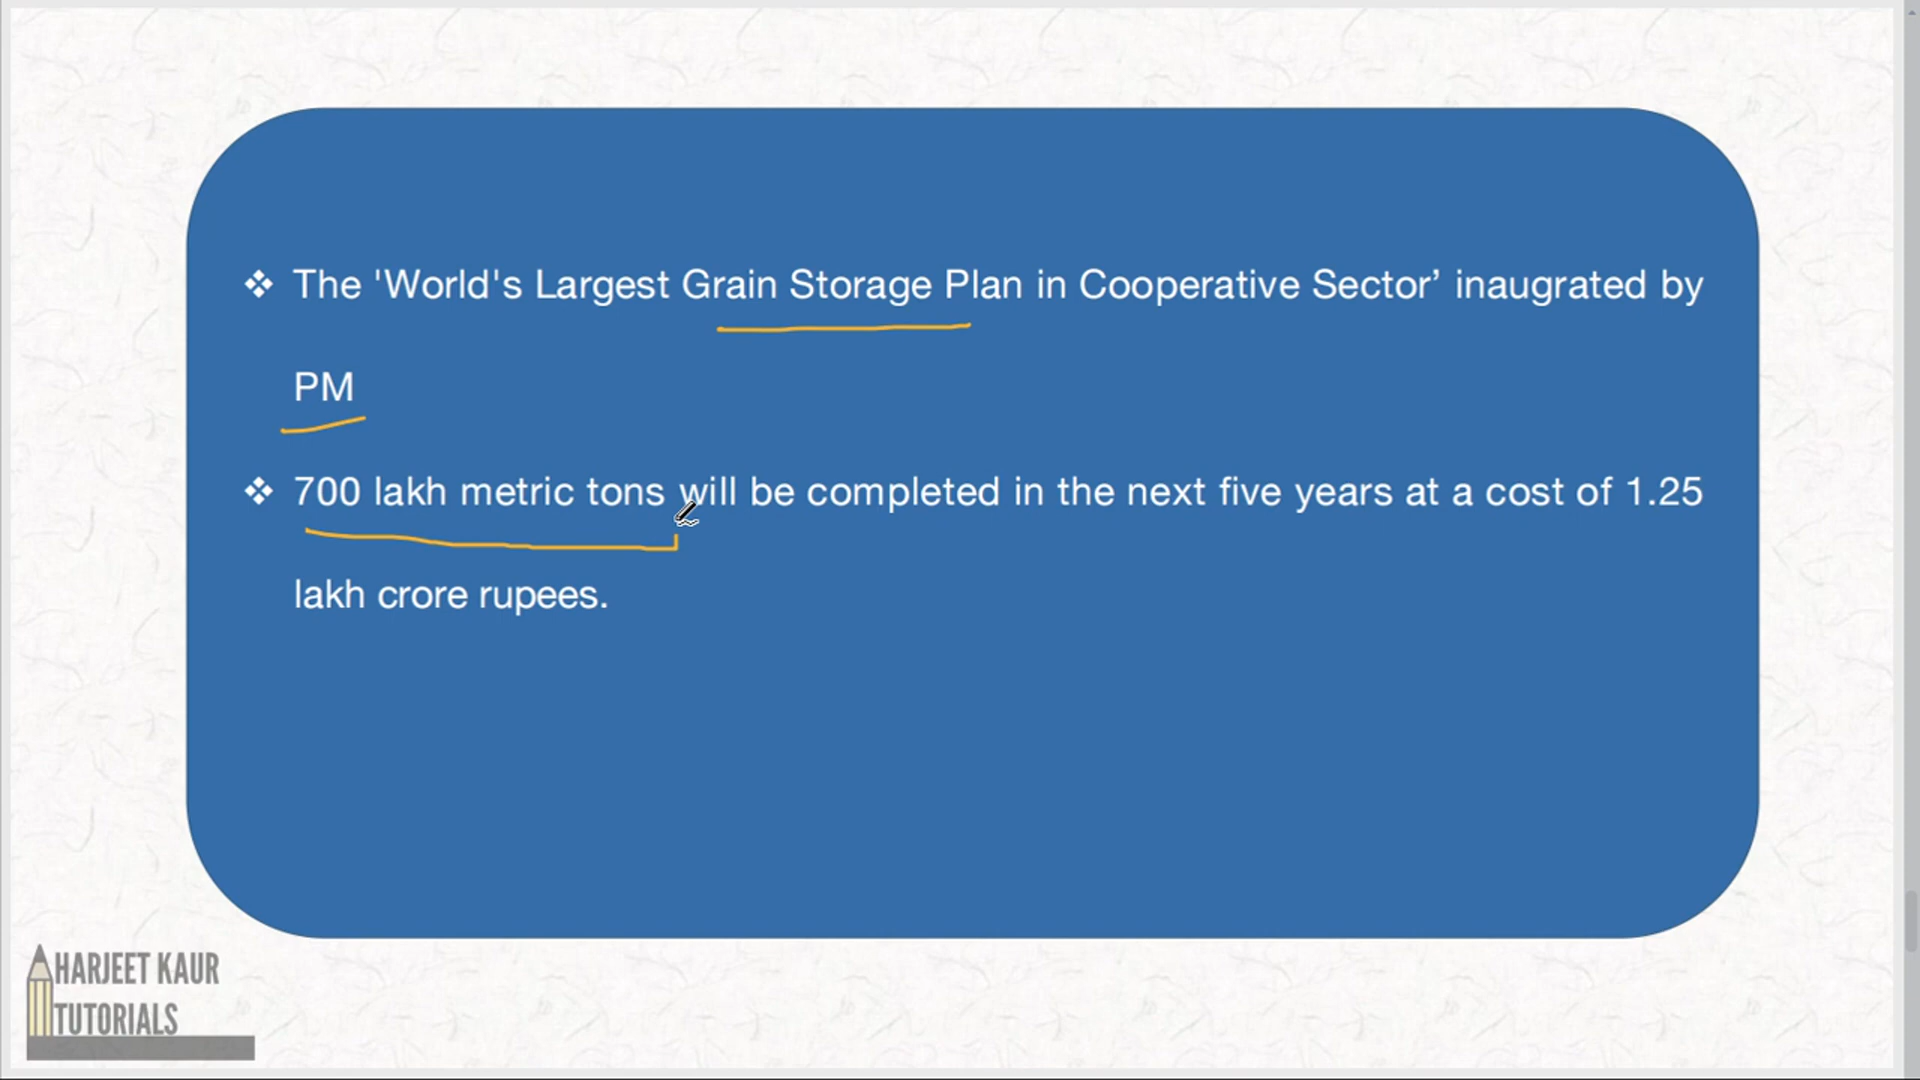 ❖ The 'World's Largest Grain Storage Plan in Cooperative Sector’ inaugrated by
PM
❖ 700 lakh metric tons will be completed in the next five years at a cost of 1.25
lakh crore rupees.
HARJEET KAUR
TUTORIALS